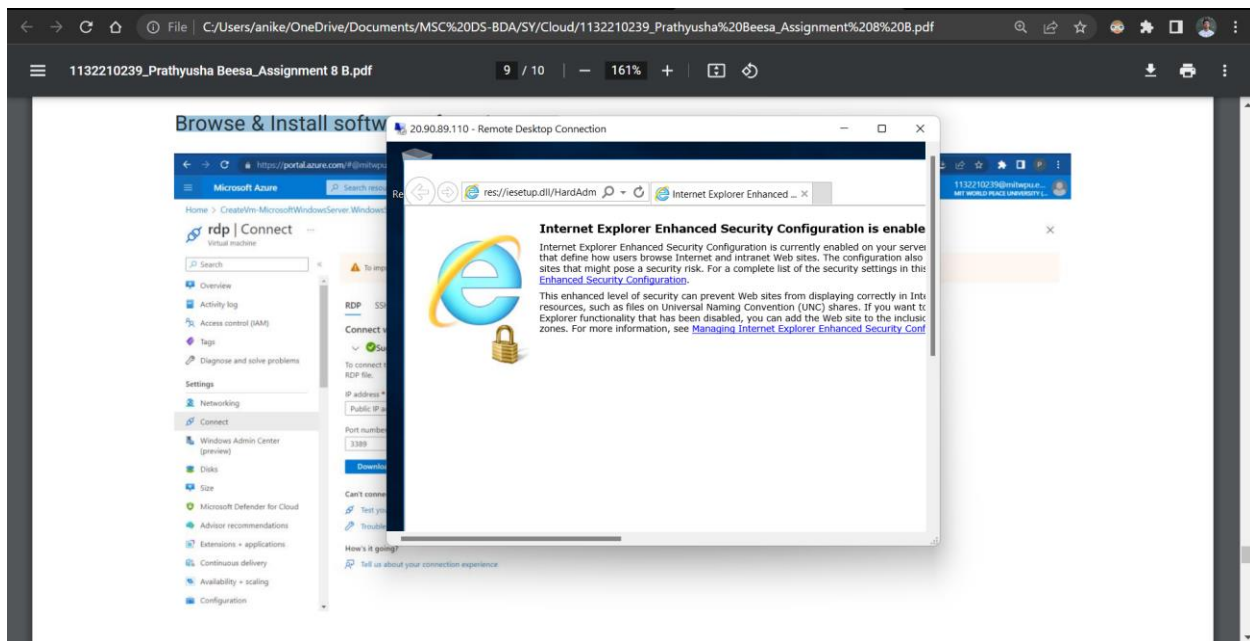 File | C:/Users/anike/OneDrive/Documents/MSC%20DS-BDA/SY/Cloud/1132210239_Prathyusha%20Beesa_Assignment%208%20B.pdf
1132210239_Prathyusha Beesa_Assignment 8 B.pdf
9 / 10 | — 161% +
Browse & Install softw
20.90.89.110 - Remote Desktop Connection
https://portal.azure.com/#@mitwpu
Microsoft Azure
Search resou
1132210239@mitwpu.e...
MIT WORLD PEACE UNIVERSITY (...
Home > CreateVm-MicrosoftWindowsServer.Windows
rdp | Connect ...
Virtual machine
Search
Overview
Activity log
Access control (IAM)
Tags
Diagnose and solve problems
Settings
Networking
Connect
Windows Admin Center
(preview)
Disks
Size
Microsoft Defender for Cloud
Advisor recommendations
Extensions + applications
Continuous delivery
Availability + scaling
Configuration
To imp
RDP SSH
Connect w
Su
To connect t
RDP file.
IP address *
Public IP a
Port number
3389
Downlo
Can't conne
Test you
Trouble
How's it going?
Tell us about your connection experience
Re
res://iesetup.dll/HardAdm
Internet Explorer Enhanced ...
Internet Explorer Enhanced Security Configuration is enable
Internet Explorer Enhanced Security Configuration is currently enabled on your server
that define how users browse Internet and intranet Web sites. The configuration also
sites that might pose a security risk. For a complete list of the security settings in this
Enhanced Security Configuration.
This enhanced level of security can prevent Web sites from displaying correctly in Inte
resources, such as files on Universal Naming Convention (UNC) shares. If you want to
Explorer functionality that has been disabled, you can add the Web site to the inclusio
zones. For more information, see Managing Internet Explorer Enhanced Security Conf